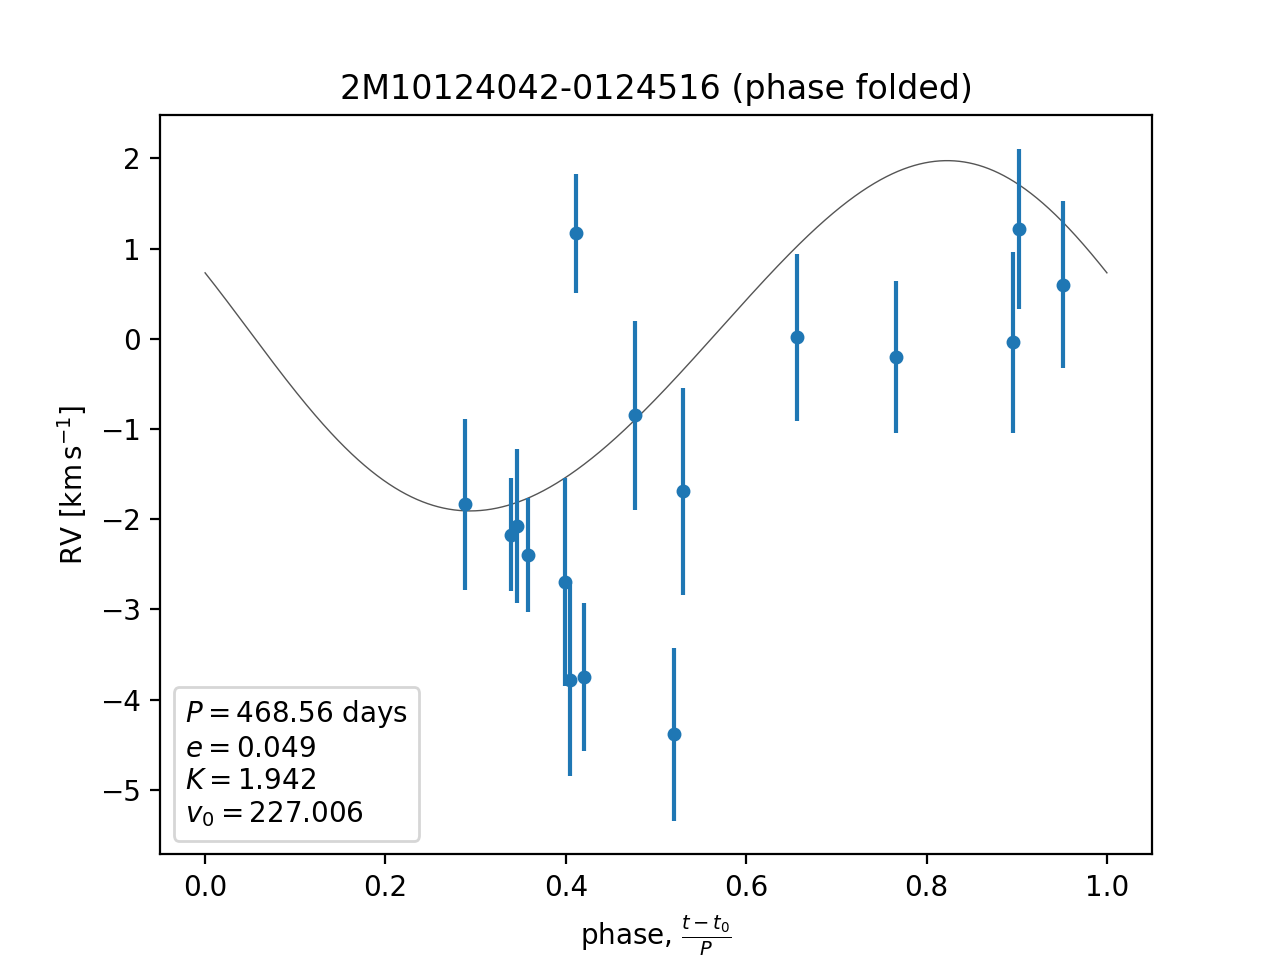 2M10124042-0124516 (phase folded)
RV [km s⁻¹]
2
1
0
−1
−2
−3
−4
−5
P = 468.56 days
e = 0.049
K = 1.942
v₀ = 227.006
0.0 0.2 0.4 0.6 0.8 1.0
phase, (t − t₀)/P